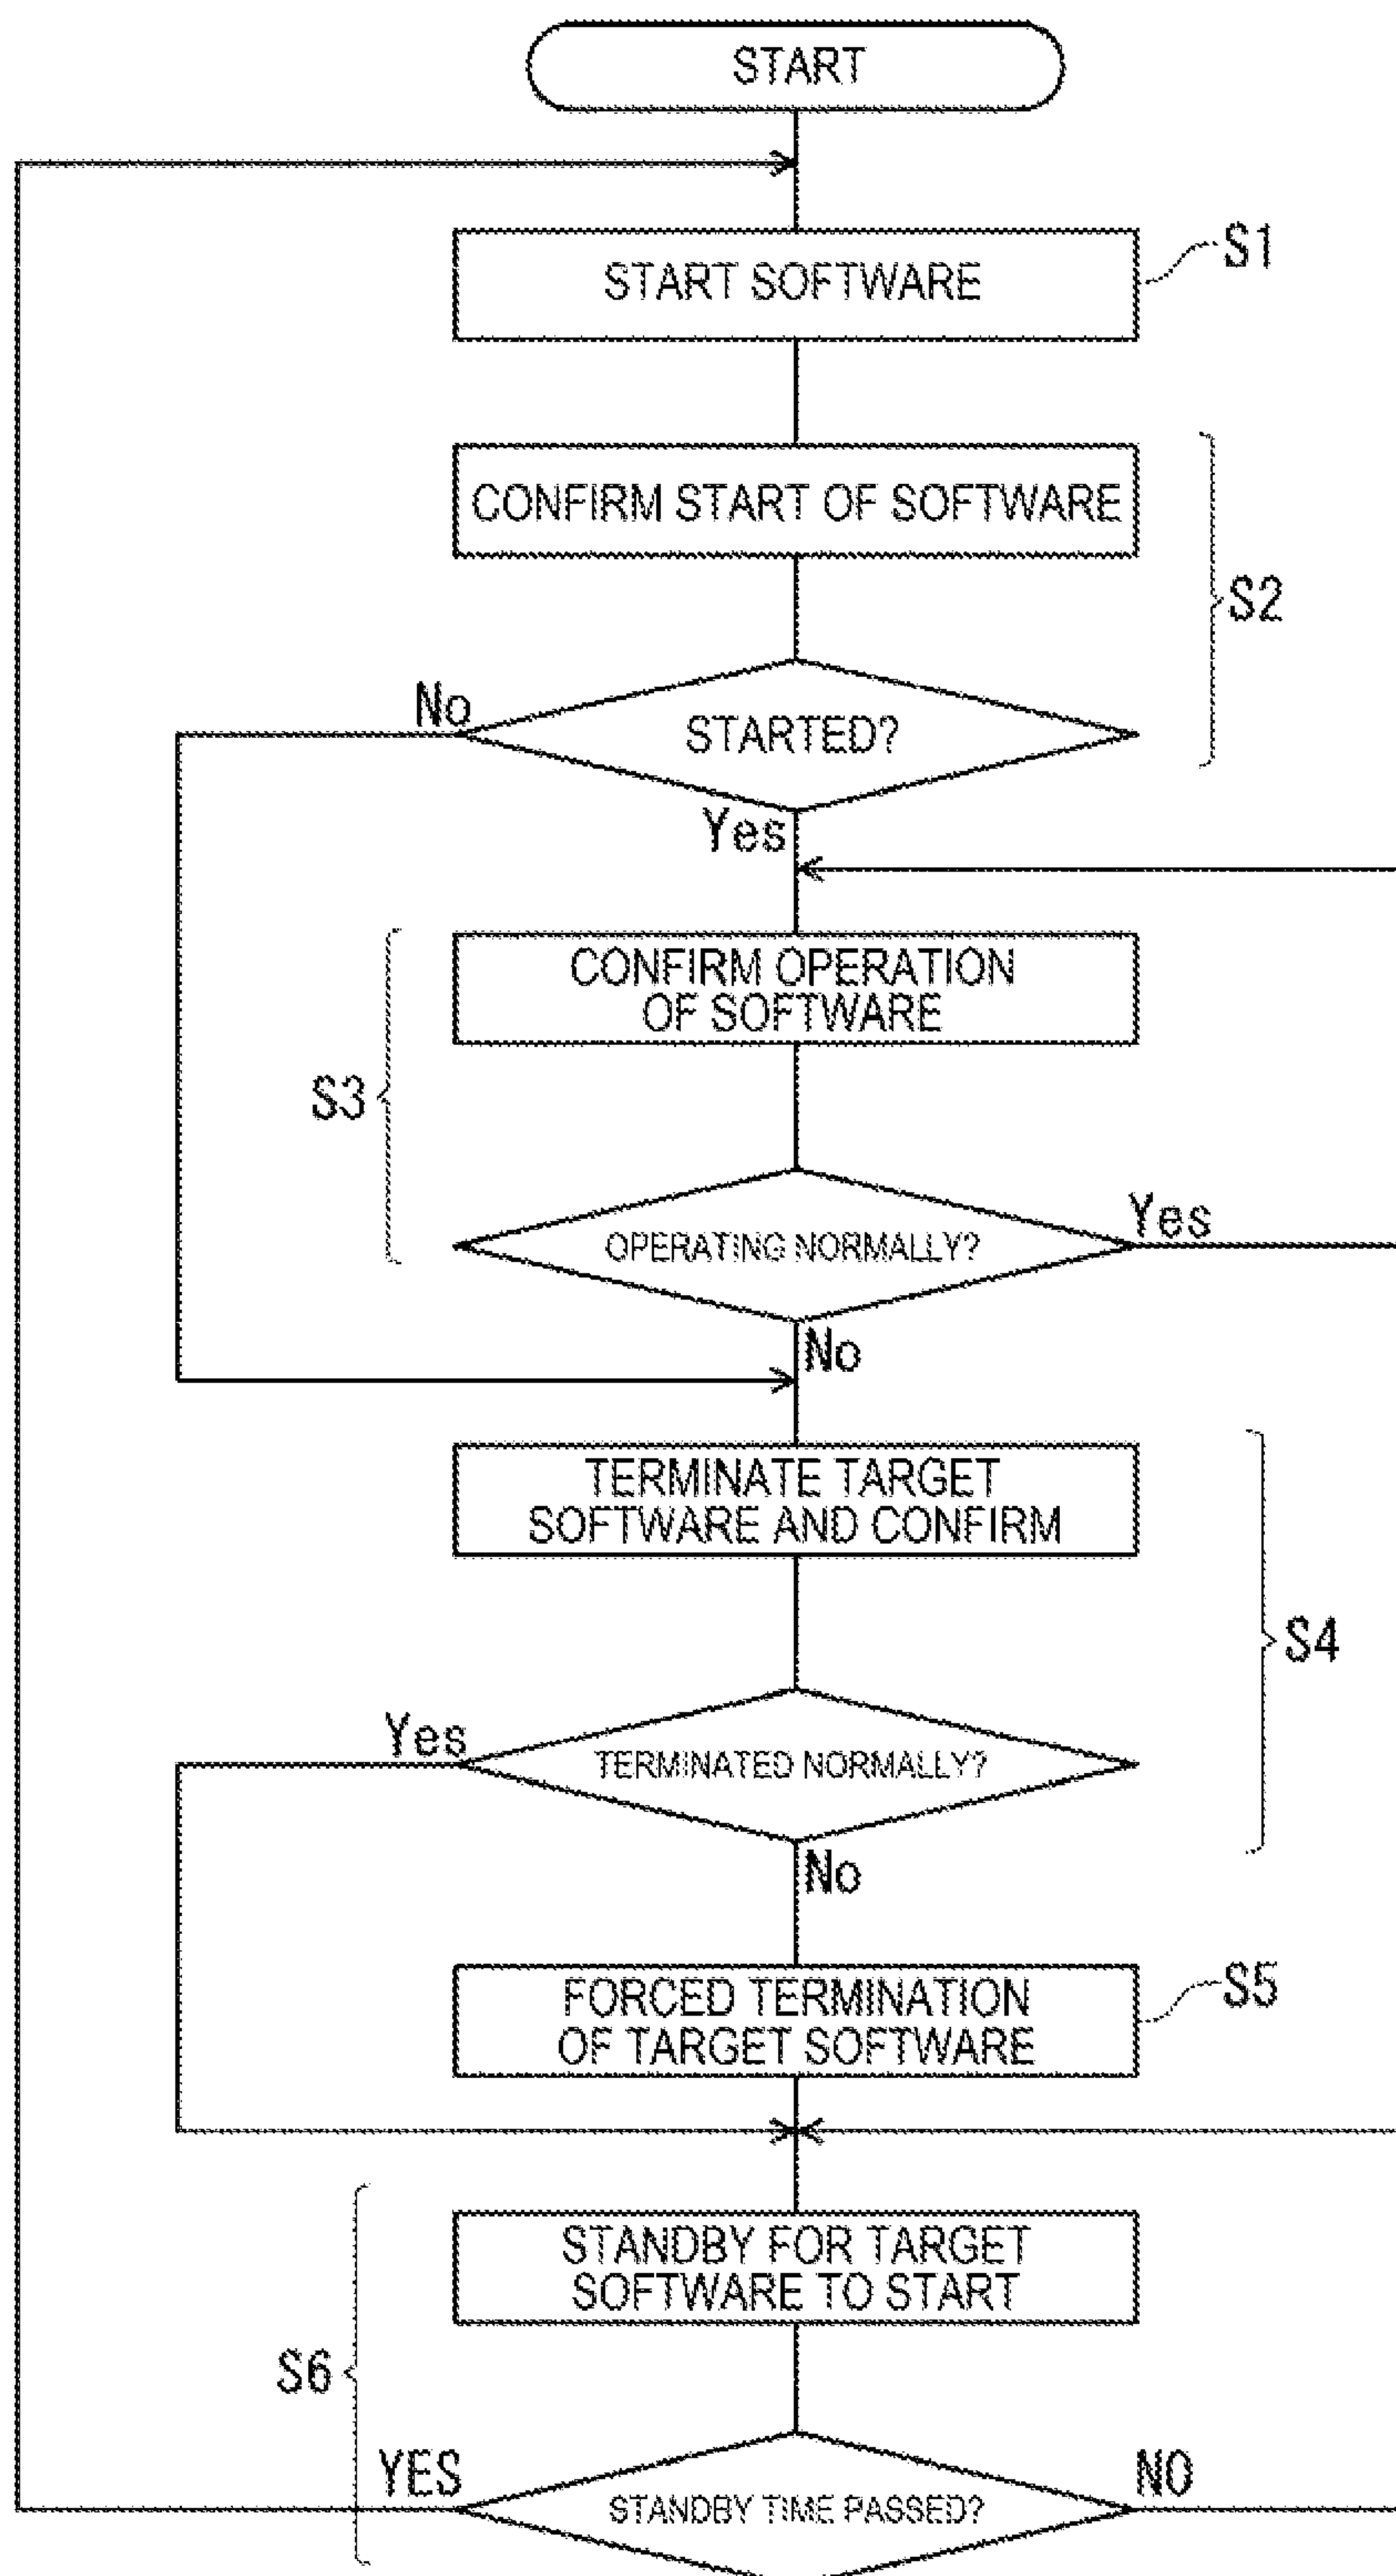 START
START SOFTWARE
S1
CONFIRM START OF SOFTWARE
S2
No
STARTED?
Yes
CONFIRM OPERATION
OF SOFTWARE
S3
Yes
OPERATING NORMALLY?
No
TERMINATE TARGET
SOFTWARE AND CONFIRM
S4
Yes
TERMINATED NORMALLY?
No
FORCED TERMINATION
OF TARGET SOFTWARE
S5
STANDBY FOR TARGET
SOFTWARE TO START
S6
YES
NO
STANDBY TIME PASSED?